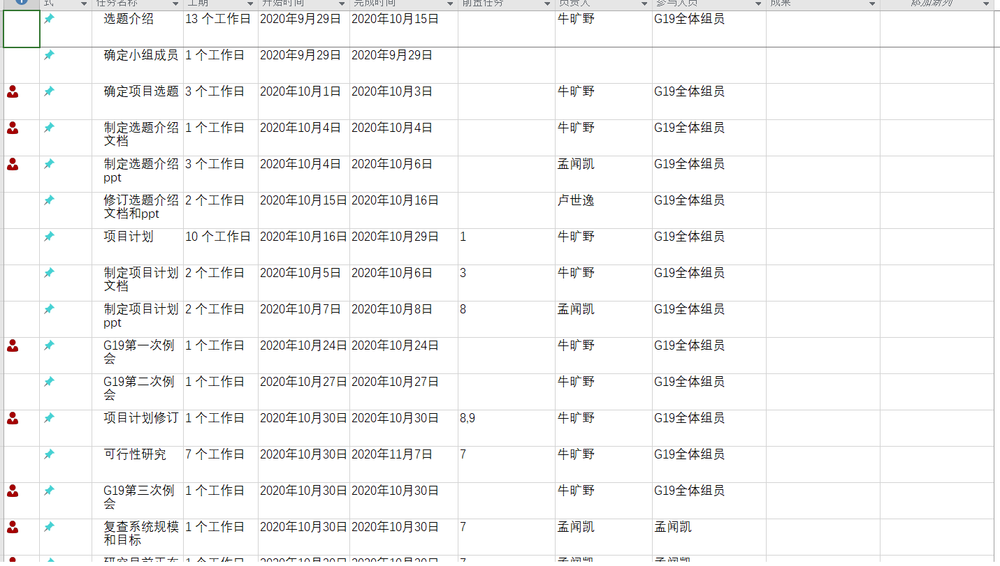 式 任务名称 工期 开始时间 完成时间 前置任务 负责人 参与人员 成果 添加新列
选题介绍 13 个工作日 2020年9月29日 2020年10月15日 牛旷野 G19全体组员
确定小组成员 1 个工作日 2020年9月29日 2020年9月29日
确定项目选题 3 个工作日 2020年10月1日 2020年10月3日 牛旷野 G19全体组员
制定选题介绍 1 个工作日 2020年10月4日 2020年10月4日 牛旷野 G19全体组员
文档
制定选题介绍 3 个工作日 2020年10月4日 2020年10月6日 孟闻凯 G19全体组员
ppt
修订选题介绍 2 个工作日 2020年10月15日 2020年10月16日 卢世逸 G19全体组员
文档和ppt
项目计划 10 个工作日 2020年10月16日 2020年10月29日 1 牛旷野 G19全体组员
制定项目计划 2 个工作日 2020年10月5日 2020年10月6日 3 牛旷野 G19全体组员
文档
制定项目计划 2 个工作日 2020年10月7日 2020年10月8日 8 孟闻凯 G19全体组员
ppt
G19第一次例 1 个工作日 2020年10月24日 2020年10月24日 牛旷野 G19全体组员
会
G19第二次例 1 个工作日 2020年10月27日 2020年10月27日 牛旷野 G19全体组员
会
项目计划修订 1 个工作日 2020年10月30日 2020年10月30日 8,9 牛旷野 G19全体组员
可行性研究 7 个工作日 2020年10月30日 2020年11月7日 7 牛旷野 G19全体组员
G19第三次例 1 个工作日 2020年10月30日 2020年10月30日 牛旷野 G19全体组员
会
复查系统规模 1 个工作日 2020年10月30日 2020年10月30日 7 孟闻凯 孟闻凯
和目标
研究目前正在 1 个工作日 2020年10月30日 2020年10月30日 7 孟闻凯 孟闻凯